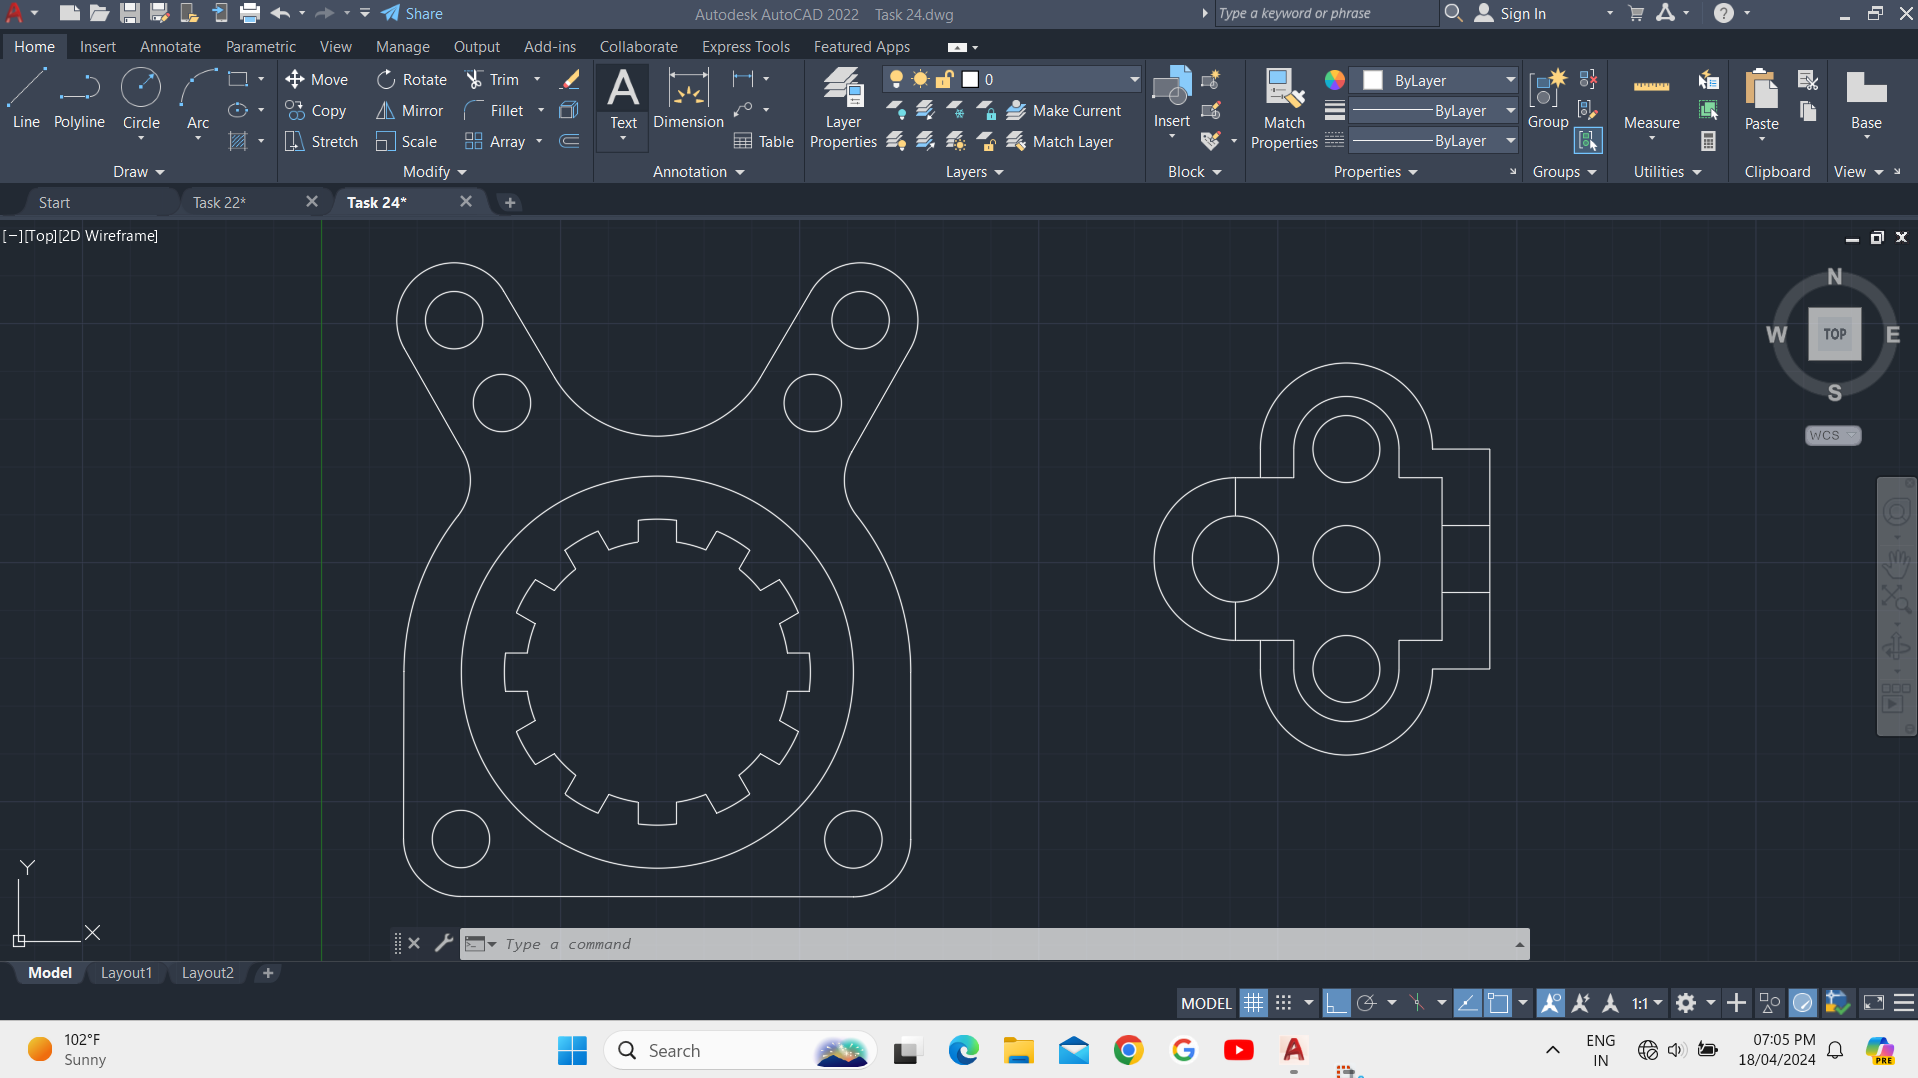 Share
Autodesk AutoCAD 2022 Task 24.dwg
Type a keyword or phrase
Sign In
Home Insert Annotate Parametric View Manage Output Add-ins Collaborate Express Tools Featured Apps
Line Polyline Circle Arc
Move Rotate Trim
Copy Mirror Fillet
Stretch Scale Array
Text Dimension Table
Layer Properties
0
Make Current
Match Layer
Insert
Match Properties
ByLayer
ByLayer
ByLayer
Group
Measure
Paste
Base
Draw Modify Annotation Layers Block Properties Groups Utilities Clipboard View
Start Task 22* Task 24*
[−][Top][2D Wireframe]
N
W TOP E
S
WCS
Y
X
Type a command
Model Layout1 Layout2
MODEL 1:1
102°F
Sunny
Search
ENG
IN
07:05 PM
18/04/2024
PRE